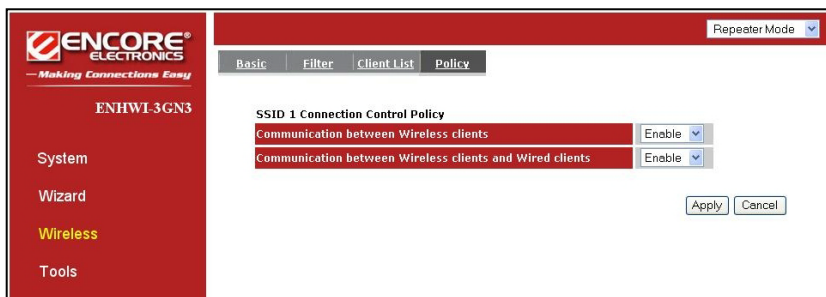 Repeater Mode
ENCORE®
ELECTRONICS
Making Connections Easy
ENHWI-3GN3
System
Wizard
Wireless
Tools
Basic Filter Client List Policy
SSID 1 Connection Control Policy
Communication between Wireless clients Enable
Communication between Wireless clients and Wired clients Enable
Apply Cancel